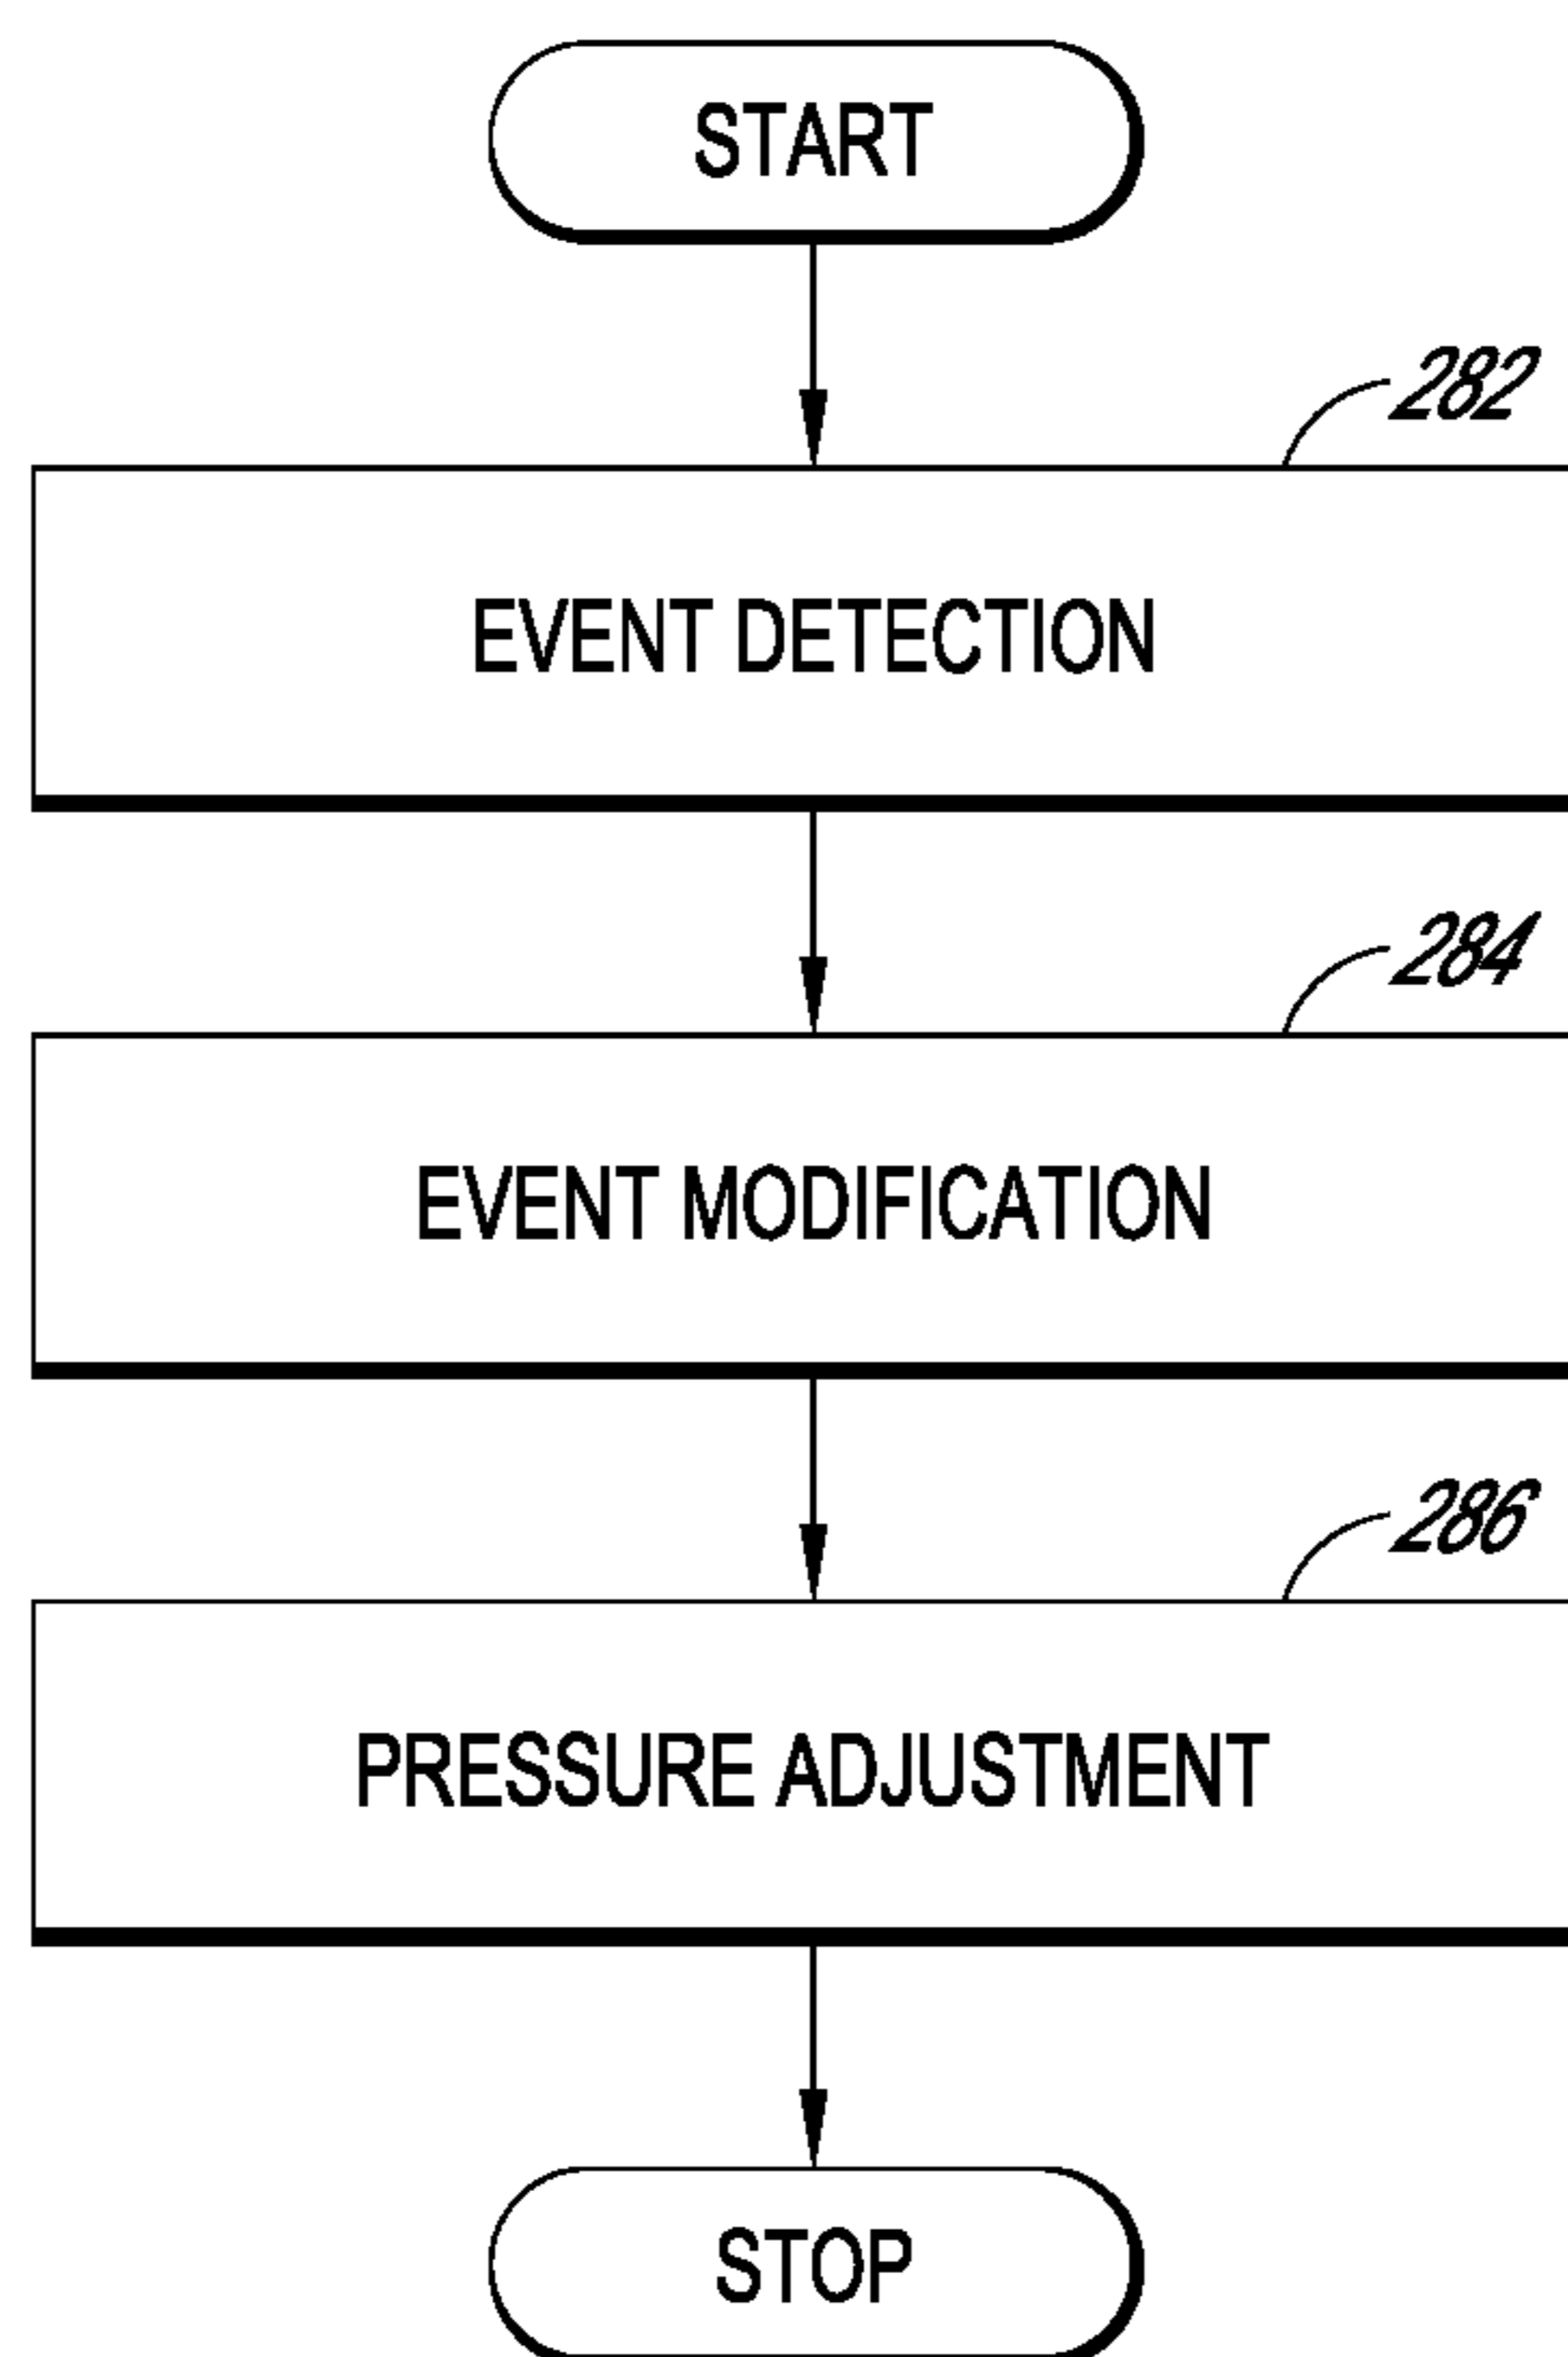 START
282
EVENT DETECTION
284
EVENT MODIFICATION
286
PRESSURE ADJUSTMENT
STOP